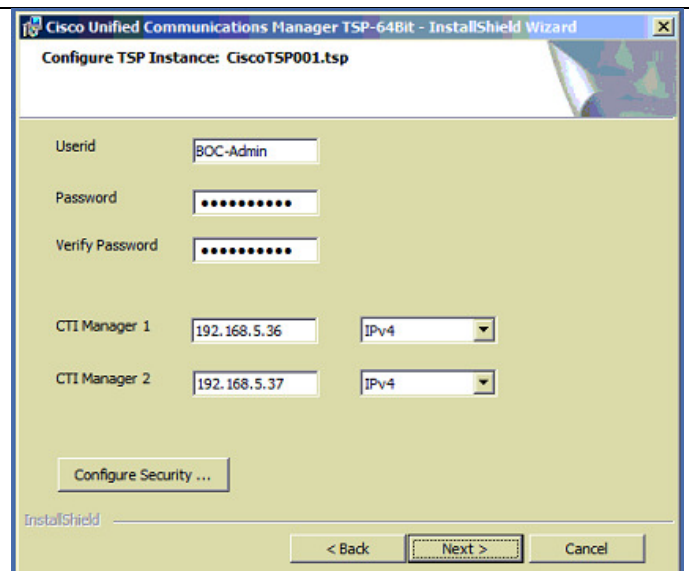 Cisco Unified Communications Manager TSP-64Bit - InstallShield Wizard
Configure TSP Instance: CiscoTSP001.tsp
Userid BOC-Admin
Password ●●●●●●●●●●
Verify Password ●●●●●●●●●●
CTI Manager 1 192.168.5.36 IPv4
CTI Manager 2 192.168.5.37 IPv4
Configure Security ...
InstallShield
< Back Next > Cancel